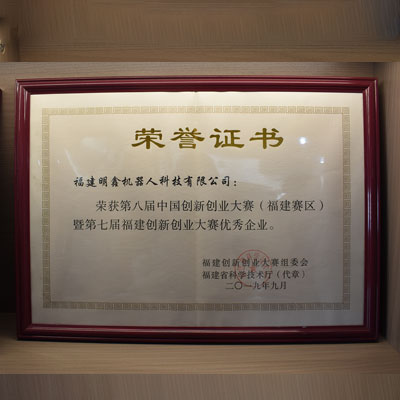 荣誉证书
福建明鑫机器人科技有限公司：
荣获第八届中国创新创业大赛（福建赛区）
暨第七届福建创新创业大赛优秀企业。
福建创新创业大赛组委会
福建省科学技术厅（代章）
二〇一九年九月